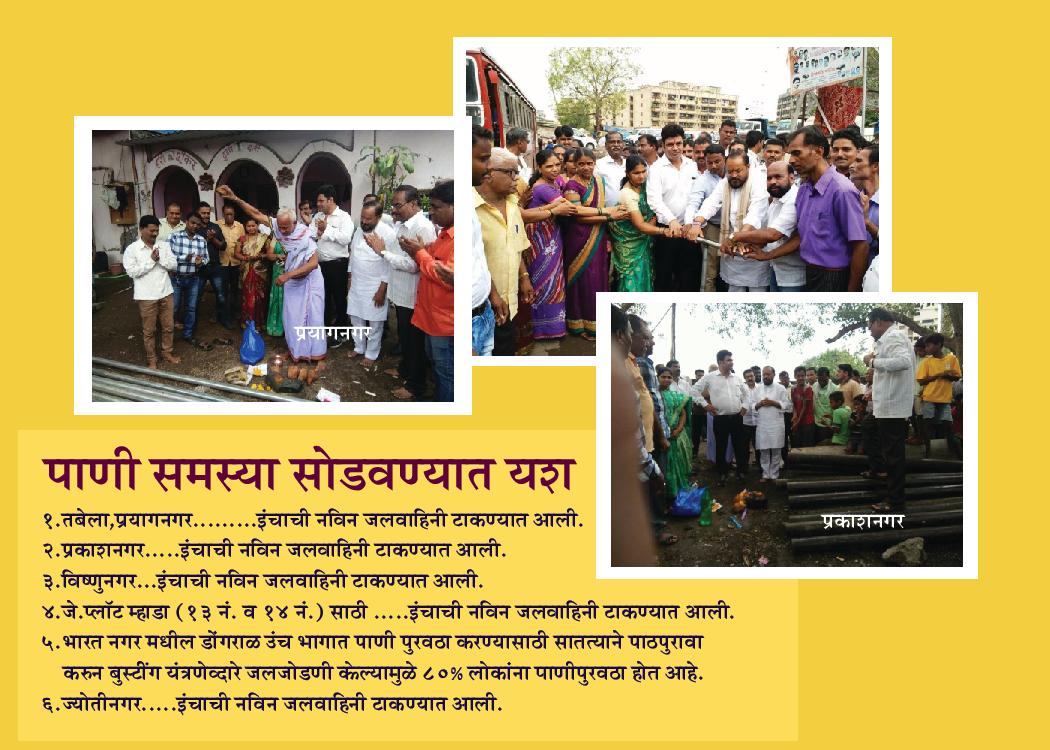 प्रयागनगर
प्रकाशनगर
पाणी समस्या सोडवण्यात यश
१.तबेला,प्रयागनगर.........इंचाची नविन जलवाहिनी टाकण्यात आली.
२.प्रकाशनगर.....इंचाची नविन जलवाहिनी टाकण्यात आली.
३.विष्णुनगर...इंचाची नविन जलवाहिनी टाकण्यात आली.
४.जे.प्लॉट म्हाडा (१३ नं. व १४ नं.) साठी .....इंचाची नविन जलवाहिनी टाकण्यात आली.
५.भारत नगर मधील डोंगराळ उंच भागात पाणी पुरवठा करण्यासाठी सातत्याने पाठपुरावा
करुन बुस्टींग यंत्रणेव्दारे जलजोडणी केल्यामुळे ८०% लोकांना पाणीपुरवठा होत आहे.
६.ज्योतीनगर.....इंचाची नविन जलवाहिनी टाकण्यात आली.